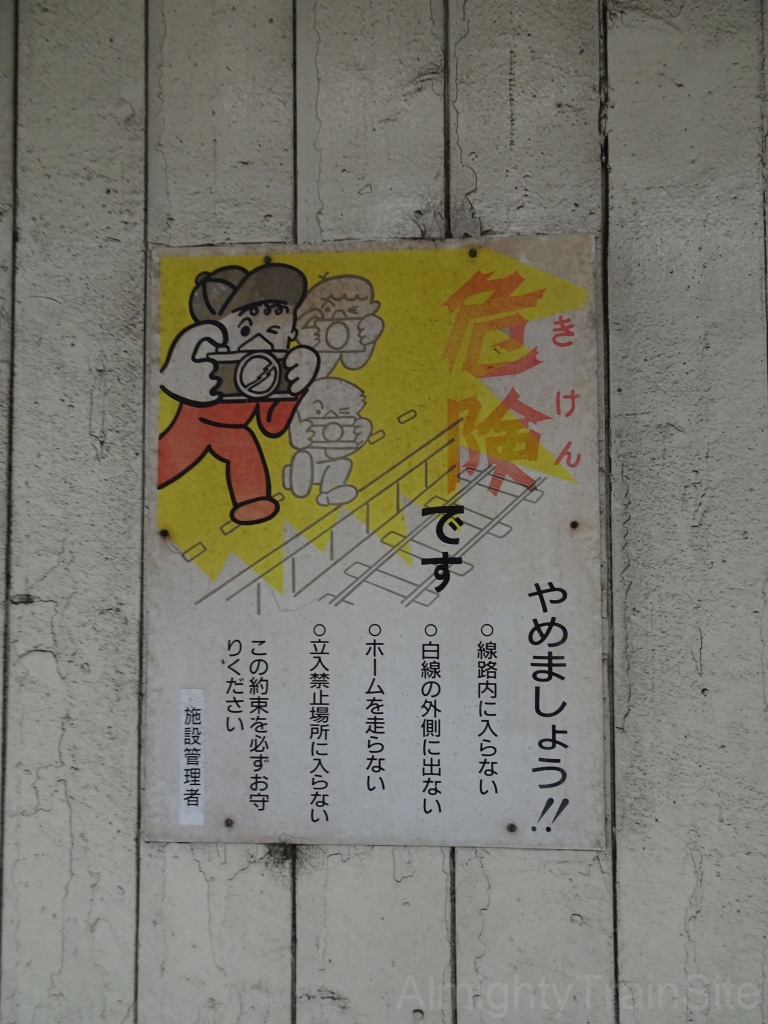 危険
きけん
です
やめましょう!!
○線路内に入らない
○白線の外側に出ない
○ホームを走らない
○立入禁止場所に入らない
この約束を必ずお守
りください
施設管理者
AlmightyTrainSite